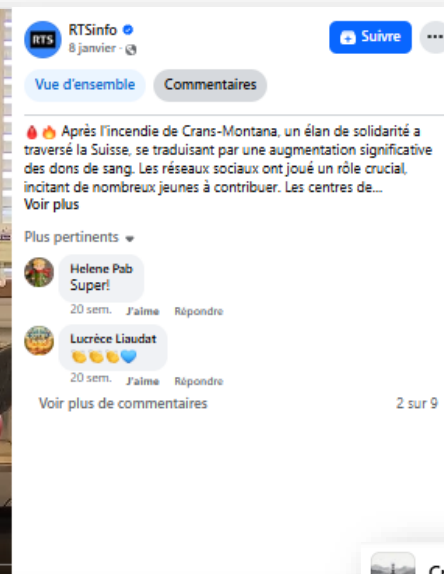 RTS
RTSinfo
8 janvier ·
Suivre
Vue d'ensemble
Commentaires
Après l'incendie de Crans-Montana, un élan de solidarité a
traversé la Suisse, se traduisant par une augmentation significative
des dons de sang. Les réseaux sociaux ont joué un rôle crucial,
incitant de nombreux jeunes à contribuer. Les centres de...
Voir plus
Plus pertinents
Helene Pab
Super!
20 sem. J'aime Répondre
Lucrèce Liaudat
👏👏👏💙
20 sem. J'aime Répondre
Voir plus de commentaires 2 sur 9